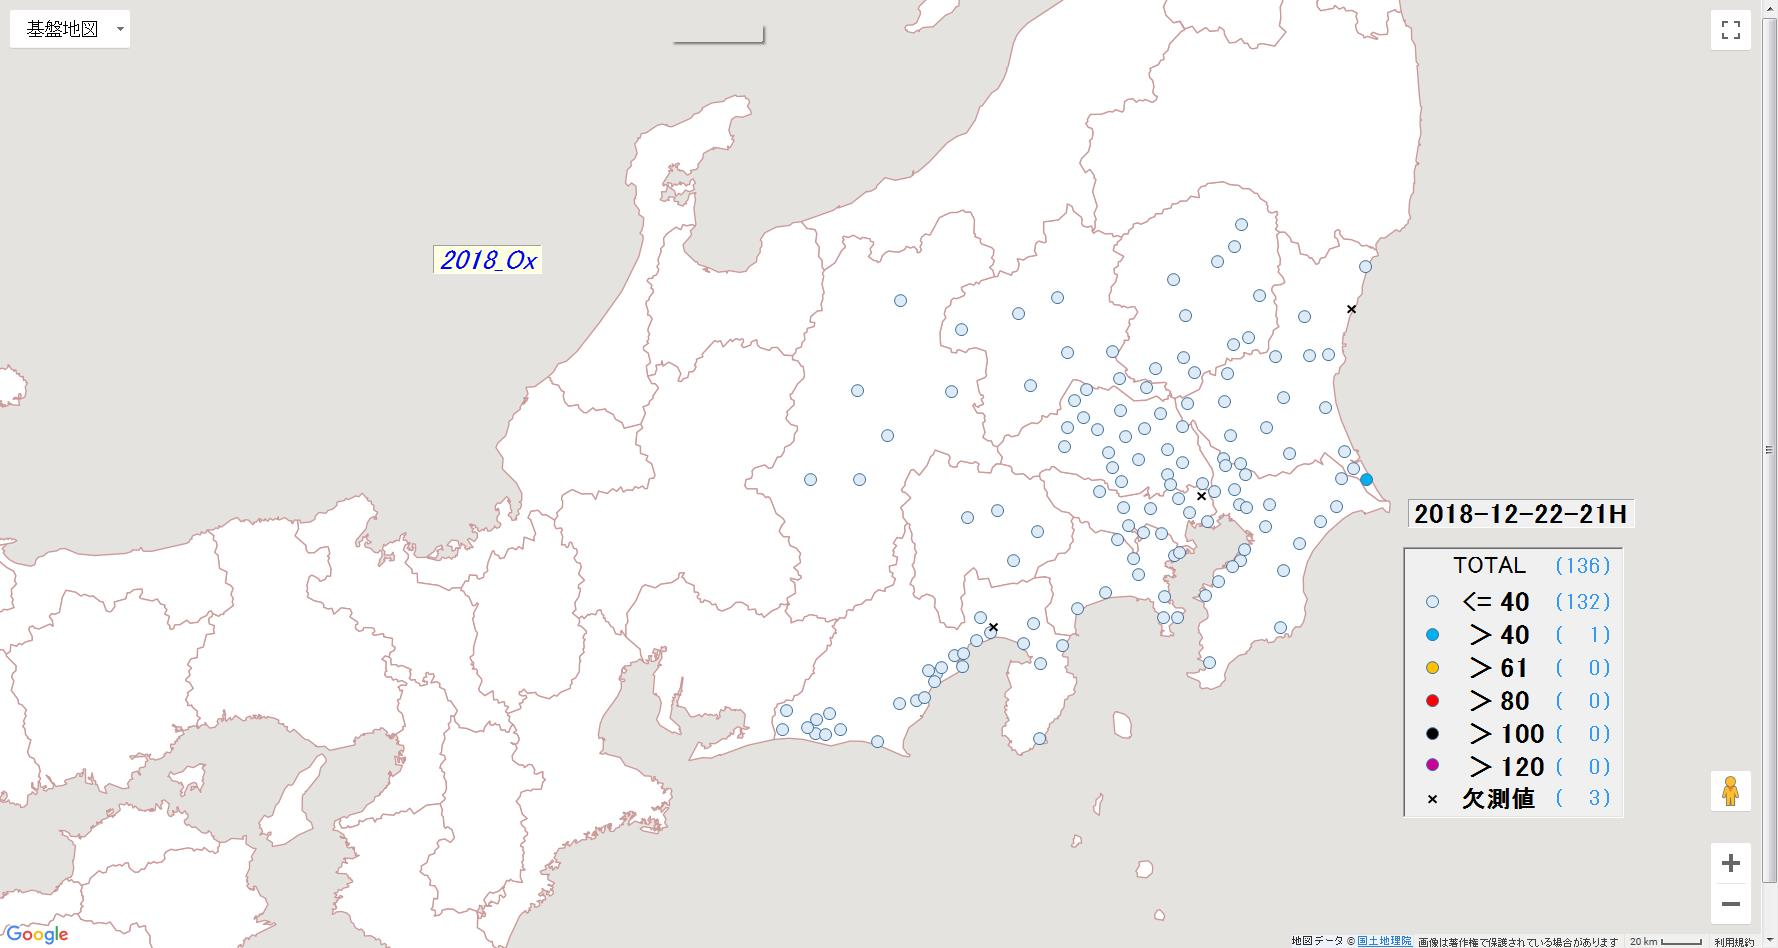 基盤地図
2018_Ox
2018-12-22-21H
TOTAL (136)
<= 40 (132)
> 40 ( 1)
> 61 ( 0)
> 80 ( 0)
> 100 ( 0)
> 120 ( 0)
× 欠測値 ( 3)
Google
地図データ © 国土地理院 画像は著作権で保護されている場合があります 20 km 利用規約